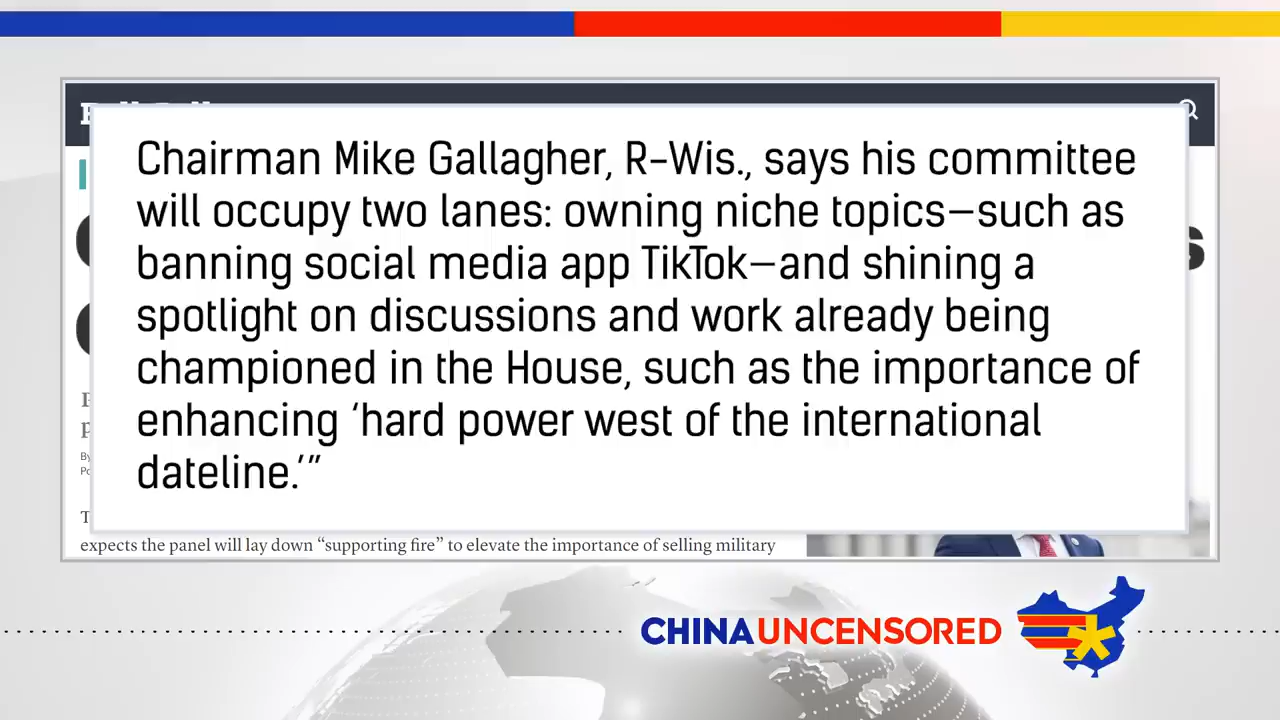 Chairman Mike Gallagher, R-Wis., says his committee
will occupy two lanes: owning niche topics—such as
banning social media app TikTok—and shining a
spotlight on discussions and work already being
championed in the House, such as the importance of
enhancing ‘hard power west of the international
dateline.’”
By
expects the panel will lay down “supporting fire” to elevate the importance of selling military
CHINA UNCENSORED